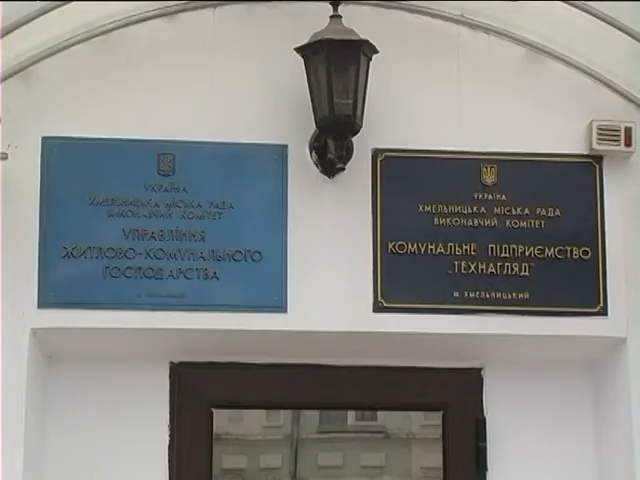 УКРАЇНА
ХМЕЛЬНИЦЬКА МІСЬКА РАДА
ВИКОНАВЧИЙ КОМІТЕТ
УПРАВЛІННЯ
ЖИТЛОВО-КОМУНАЛЬНОГО
ГОСПОДАРСТВА
УКРАЇНА
ХМЕЛЬНИЦЬКА МІСЬКА РАДА
ВИКОНАВЧИЙ КОМІТЕТ
КОМУНАЛЬНЕ ПІДПРИЄМСТВО
„ТЕХНАГЛЯД"
М. ХМЕЛЬНИЦЬКИЙ